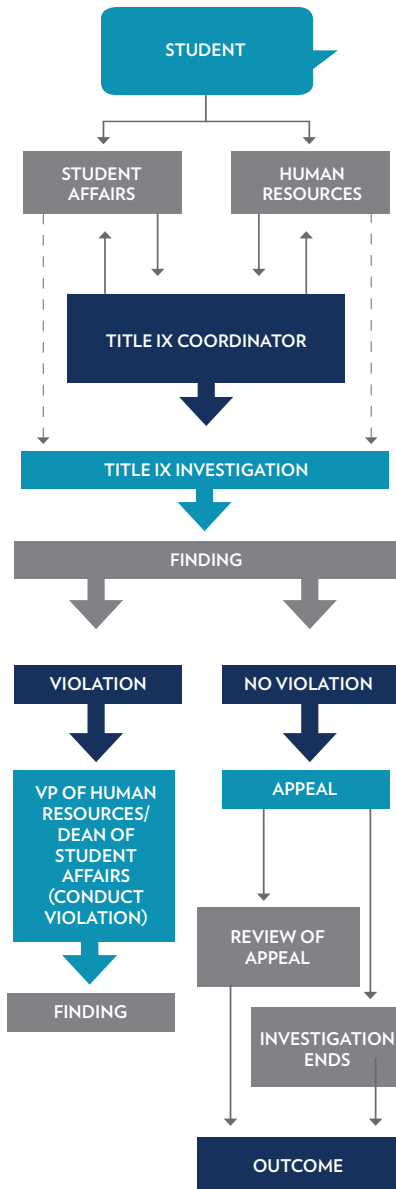 STUDENT
STUDENT
AFFAIRS
HUMAN
RESOURCES
TITLE IX COORDINATOR
TITLE IX INVESTIGATION
FINDING
VIOLATION
NO VIOLATION
VP OF HUMAN
RESOURCES/
DEAN OF
STUDENT
AFFAIRS
(CONDUCT
VIOLATION)
APPEAL
REVIEW OF
APPEAL
FINDING
INVESTIGATION
ENDS
OUTCOME